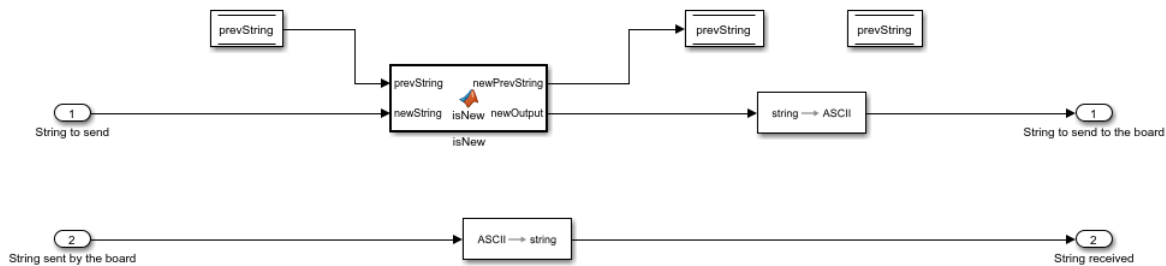 prevString
prevString
prevString
prevString newPrevString
newString isNew newOutput
isNew
1
String to send
string → ASCII
1
String to send to the board
2
String sent by the board
ASCII → string
2
String received